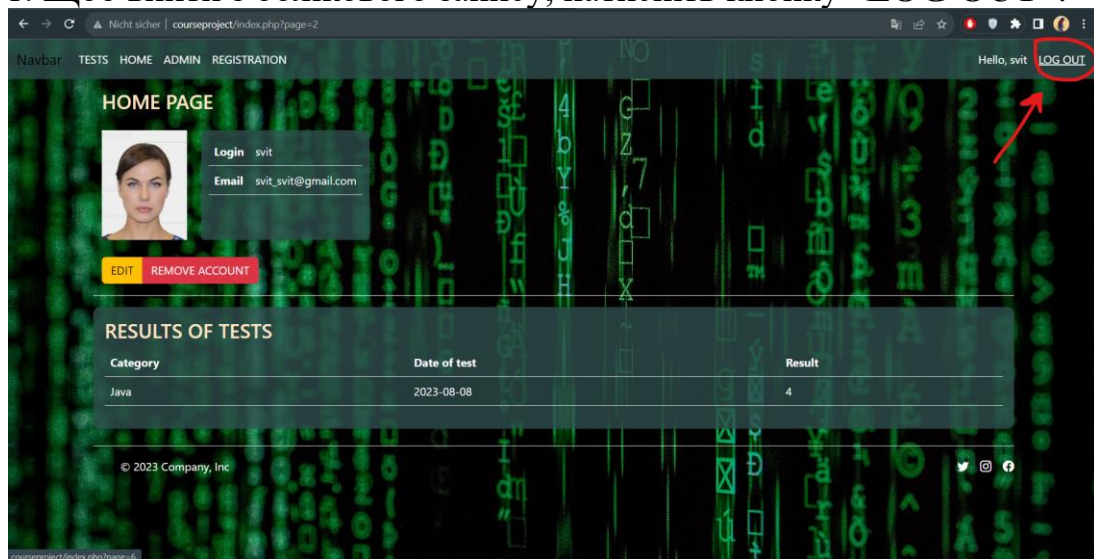 Nicht sicher | courseproject/index.php?page=2
Navbar TESTS HOME ADMIN REGISTRATION Hello, svit LOG OUT
HOME PAGE
Login svit
Email svit_svit@gmail.com
EDIT REMOVE ACCOUNT
RESULTS OF TESTS
Category Date of test Result
Java 2023-08-08 4
© 2023 Company, Inc
courseproject/index.php?page=6